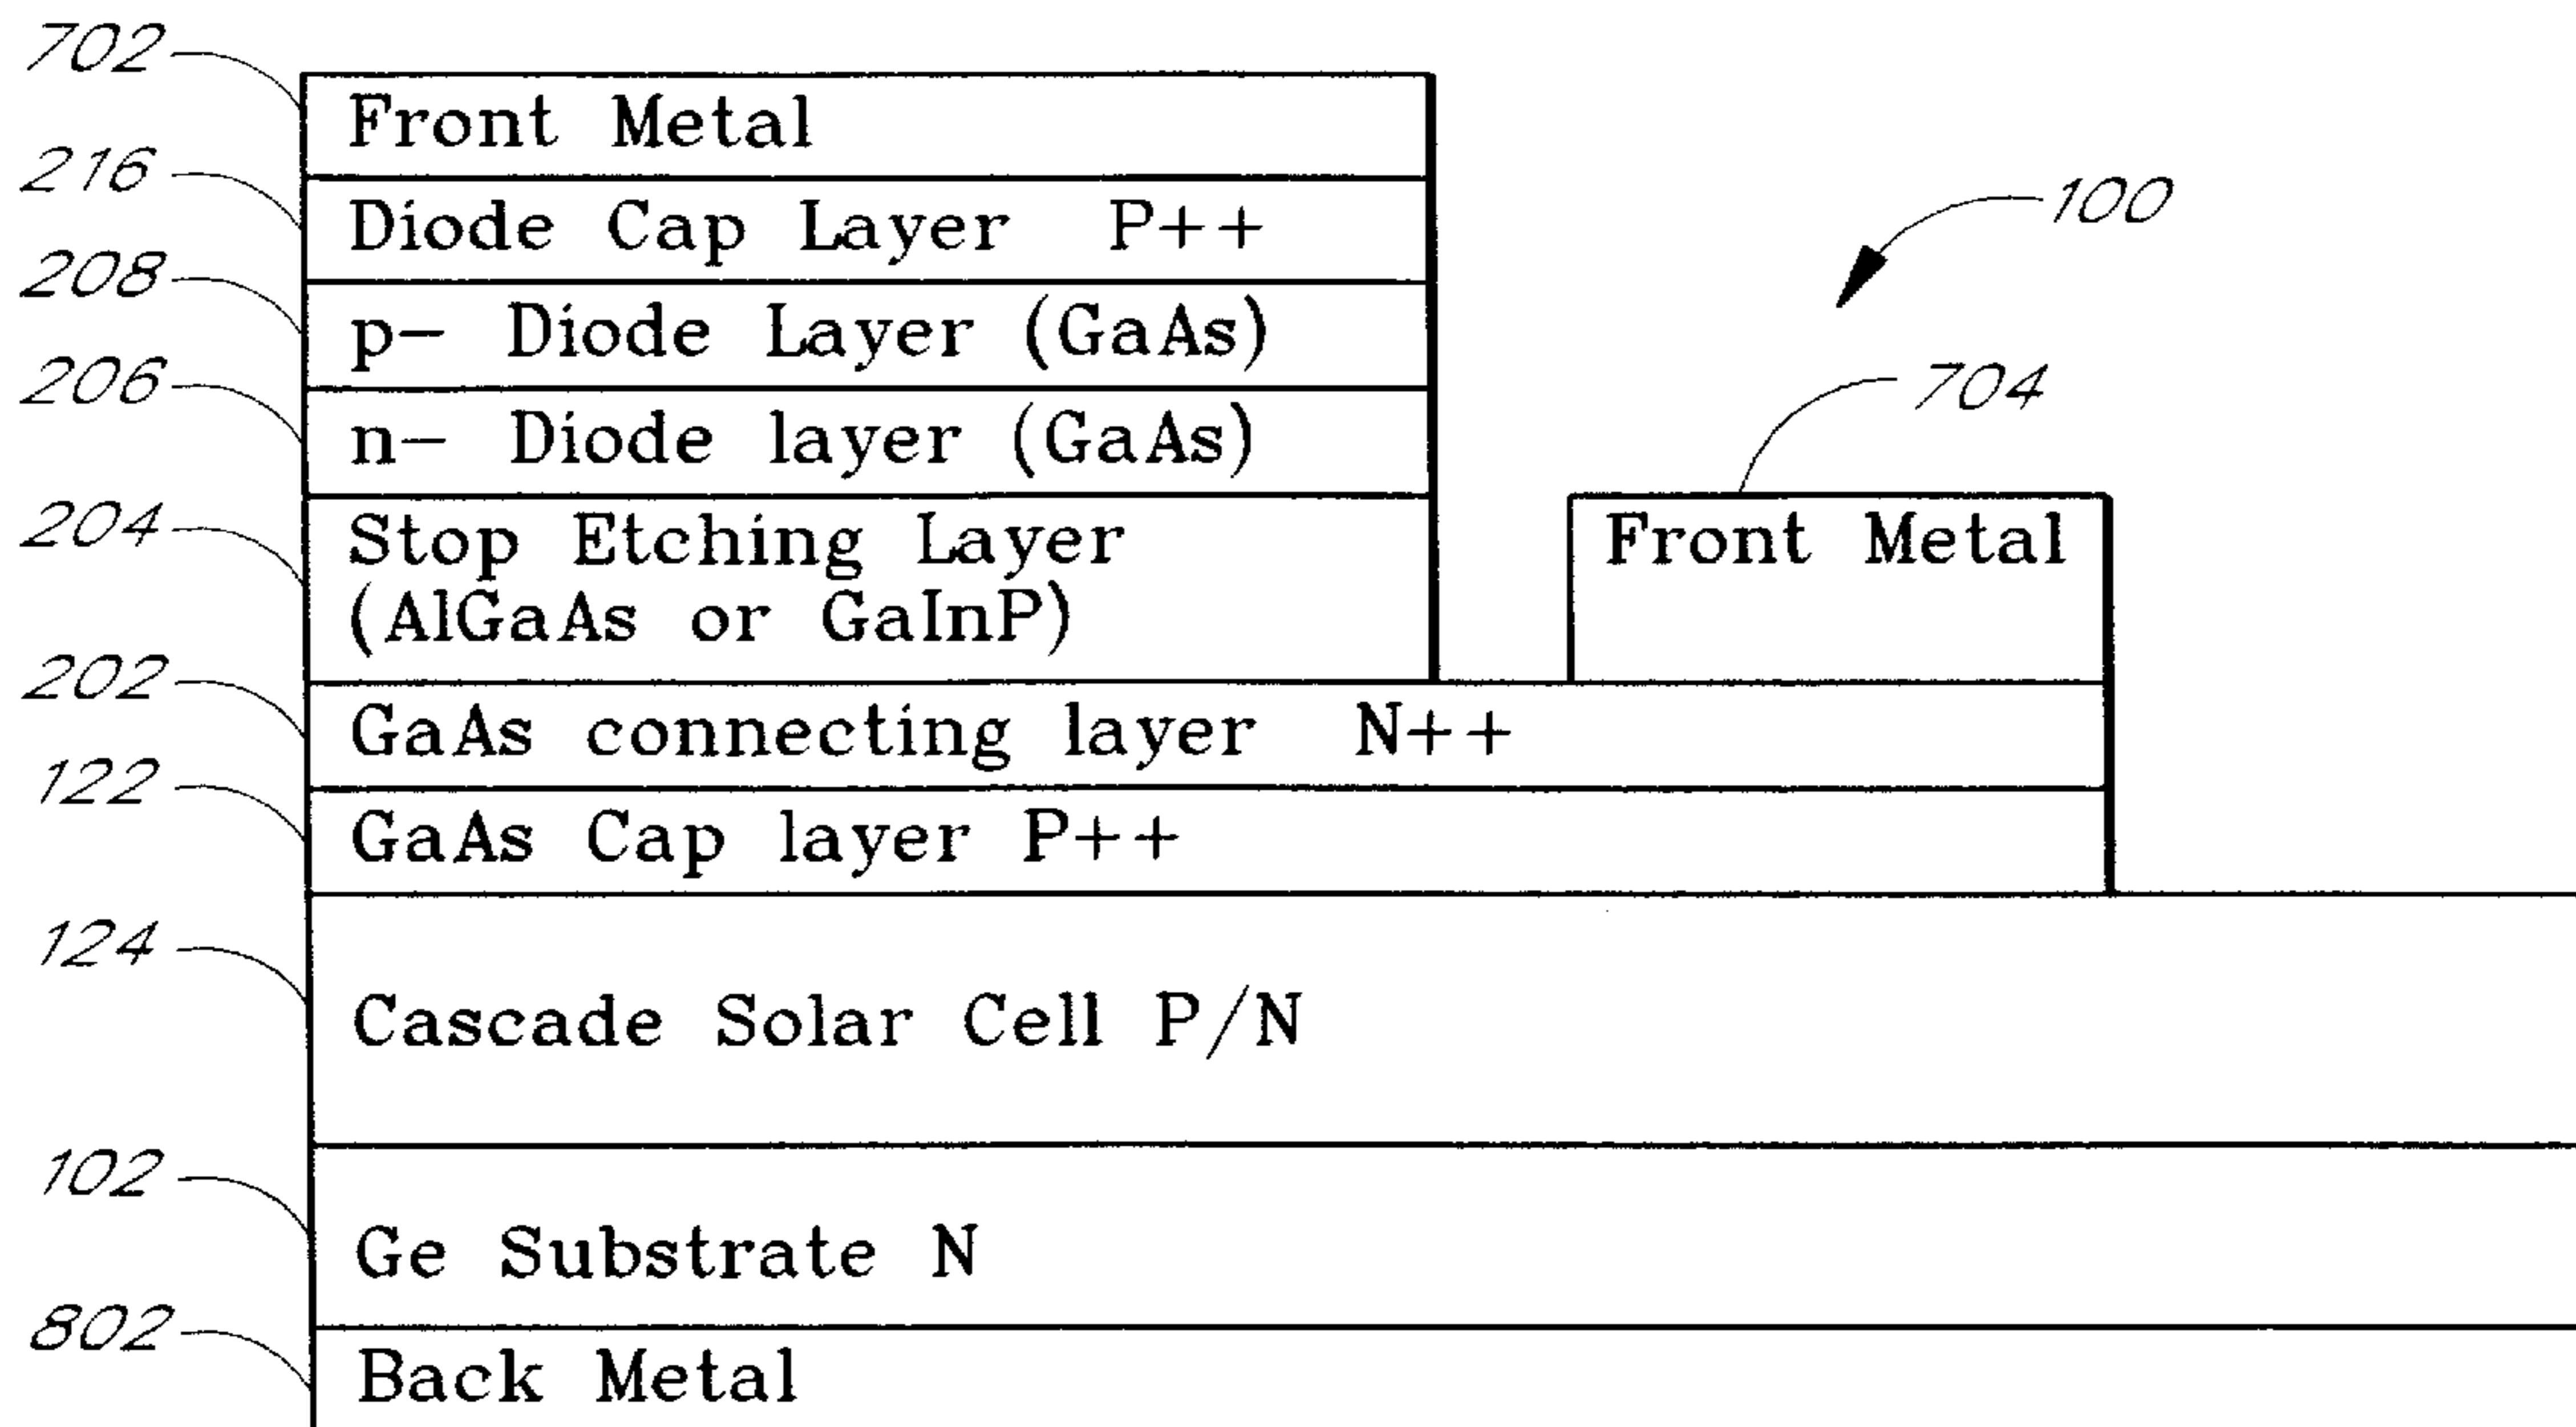 702
Front Metal
216
Diode Cap Layer P++
100
208
p- Diode Layer (GaAs)
206
n- Diode layer (GaAs)
704
204
Stop Etching Layer
(AlGaAs or GaInP)
Front Metal
202
GaAs connecting layer N++
122
GaAs Cap layer P++
124
Cascade Solar Cell P/N
102
Ge Substrate N
802
Back Metal